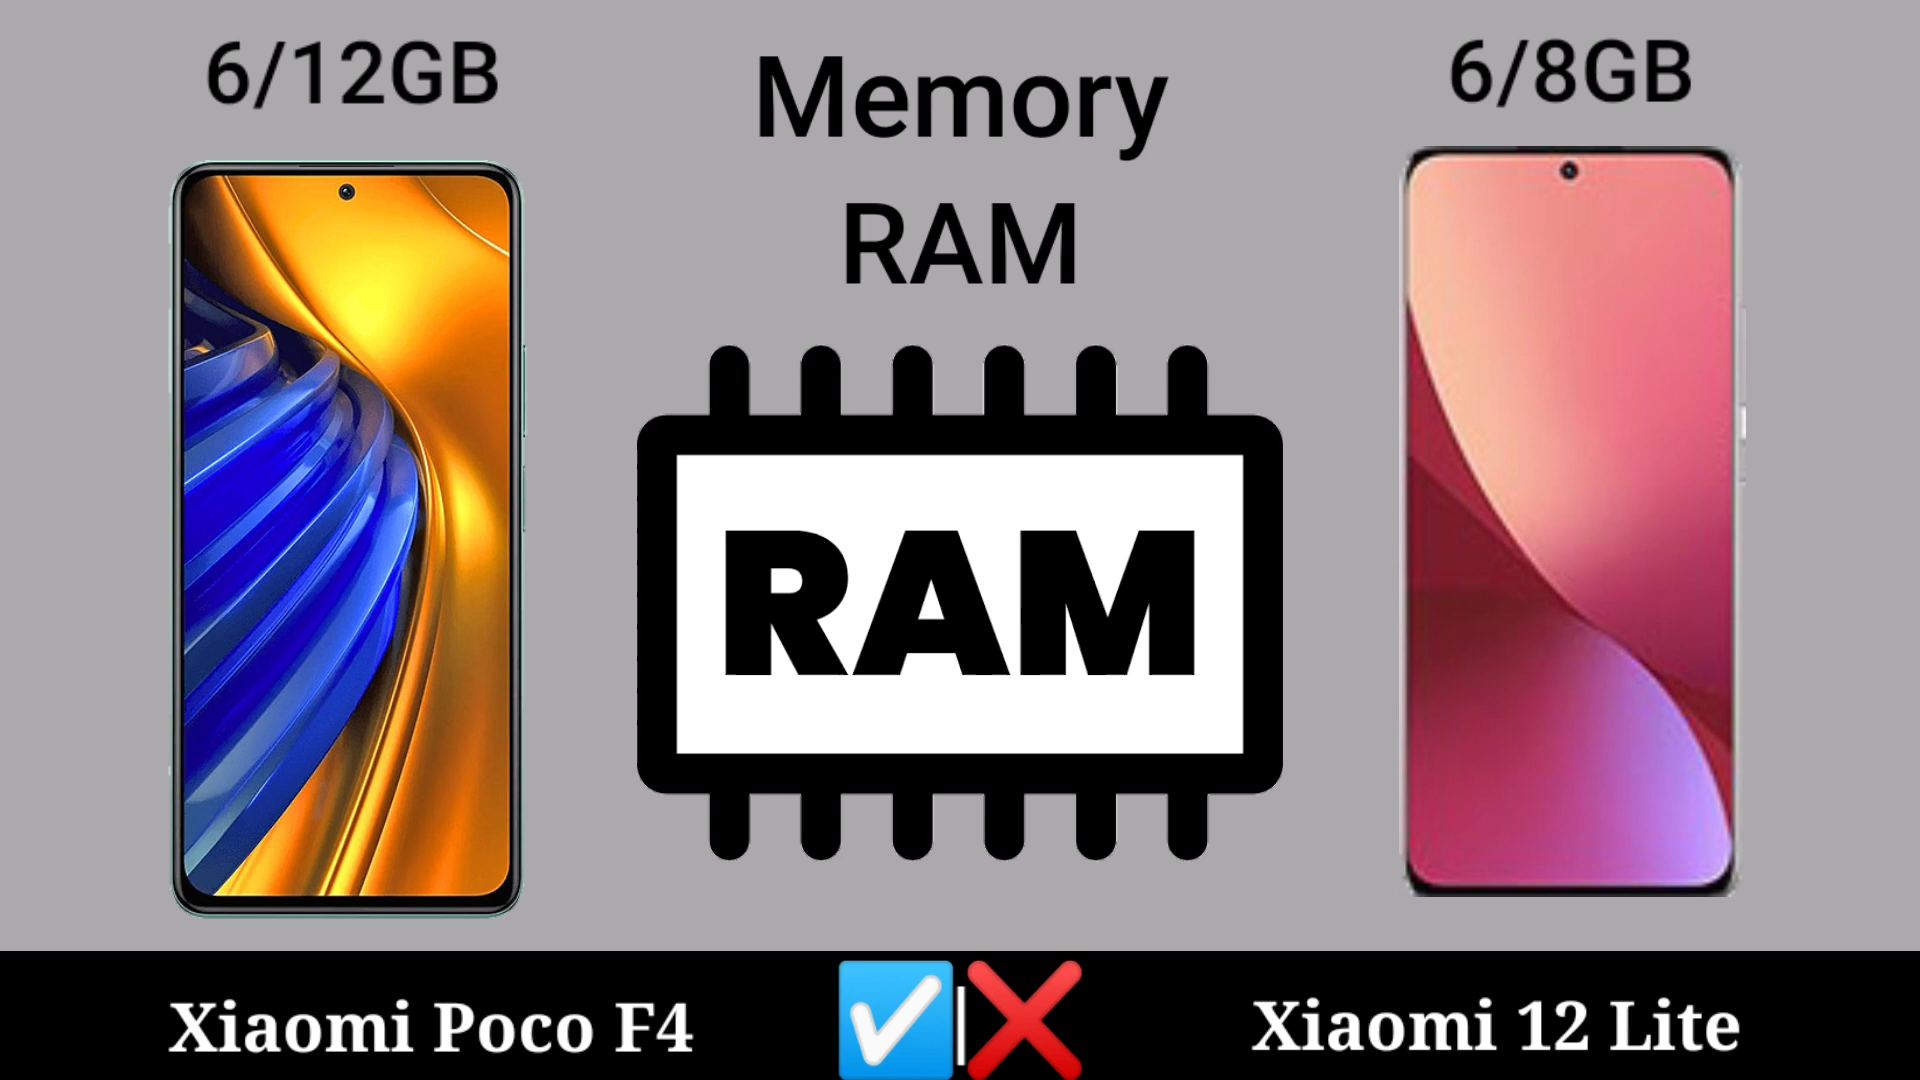 6/12GB
Memory
6/8GB
RAM
RAM
Xiaomi Poco F4
Xiaomi 12 Lite